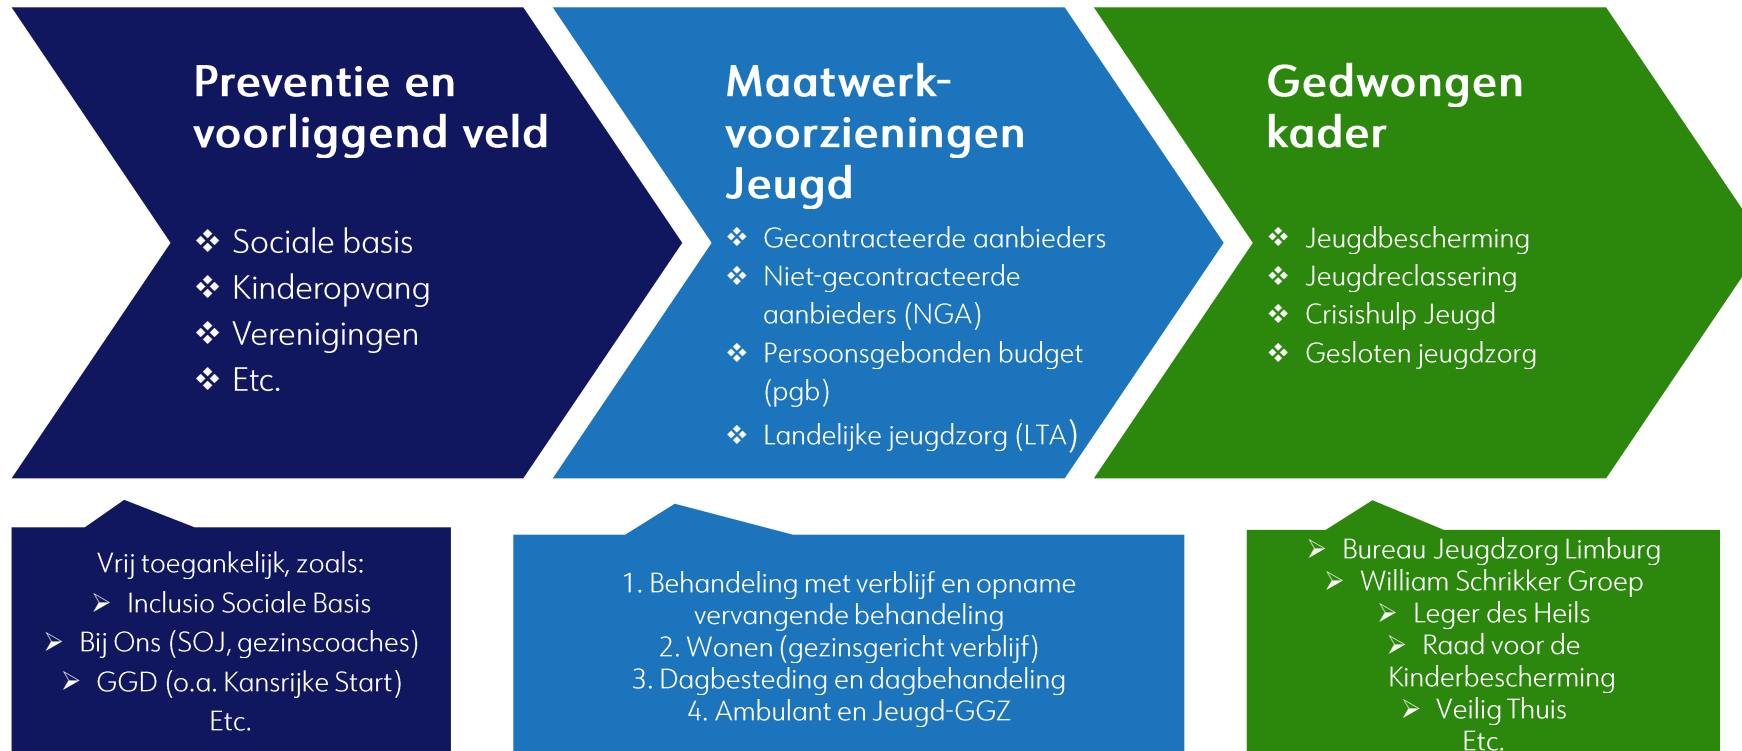 Preventie en
voorliggend veld
❖ Sociale basis
❖ Kinderopvang
❖ Verenigingen
❖ Etc.
Maatwerk-
voorzieningen
Jeugd
❖ Gecontracteerde aanbieders
❖ Niet-gecontracteerde
aanbieders (NGA)
❖ Persoonsgebonden budget
(pgb)
❖ Landelijke jeugdzorg (LTA)
Gedwongen
kader
❖ Jeugdbescherming
❖ Jeugdreclassering
❖ Crisishulp Jeugd
❖ Gesloten jeugdzorg
Vrij toegankelijk, zoals:
➢ Inclusio Sociale Basis
➢ Bij Ons (SOJ, gezinscoaches)
➢ GGD (o.a. Kansrijke Start)
Etc.
1. Behandeling met verblijf en opname
vervangende behandeling
2. Wonen (gezinsgericht verblijf)
3. Dagbesteding en dagbehandeling
4. Ambulant en Jeugd-GGZ
➢ Bureau Jeugdzorg Limburg
➢ William Schrikker Groep
➢ Leger des Heils
➢ Raad voor de
Kinderbescherming
➢ Veilig Thuis
Etc.